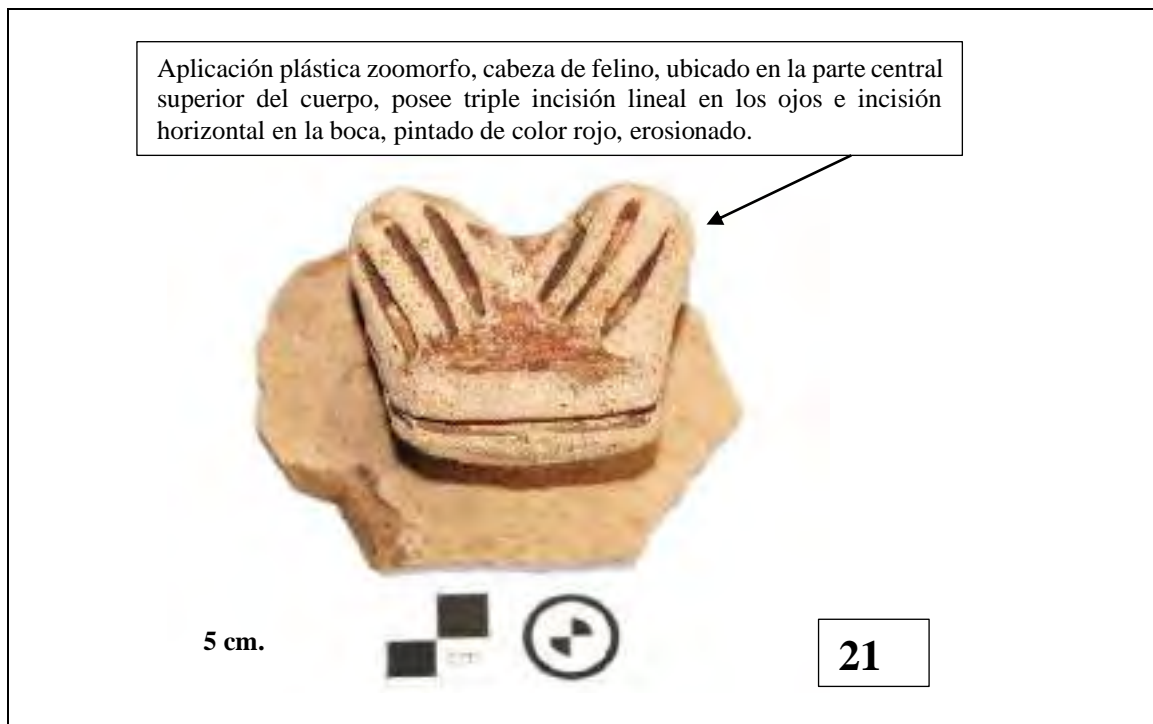 Aplicación plástica zoomorfo, cabeza de felino, ubicado en la parte central
superior del cuerpo, posee triple incisión lineal en los ojos e incisión
horizontal en la boca, pintado de color rojo, erosionado.
5 cm.
21